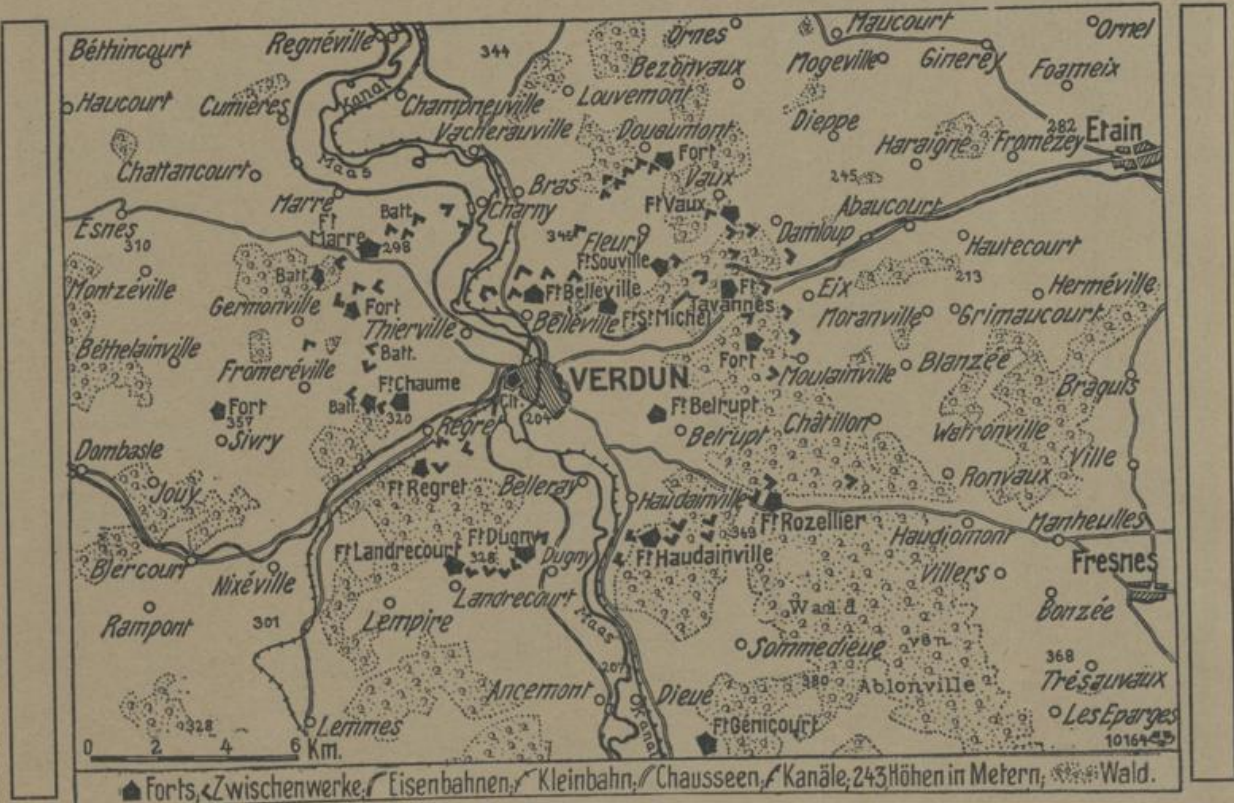 Béthincourt Regnéville 344 Ornes Maucourt Ornel
Bezonvaux Mogeville Ginerey Foameix
Haucourt Cumières Kanal Champneuville Louvemont
Vacherauville Douaumont Dieppe 282 Etain
Chattancourt Maas Fort Haraigne Fromezey
Bras Vaux 245
Marre Batt. Charny Ft Vaux Abaucourt
Esnes Ft Marre 345 Fleury Damloup Hautecourt
310 298 Ft Souville 213
Montzéville Batt. Ft Belleville Ft Tavannes Eix Herméville
Germonville Fort Belleville Ft St Michel Moranville Grimaucourt
Thierville Fort
Béthelainville Batt. Moulainville Blanzée Braquis
Fromeréville Ft Chaume VERDUN
Fort Batt. 320 Cit. 204 Ft Belrupt Châtillon Watronville
357 Sivry Regret Belrupt Ville
Dombasle Ronvaux
Jouy Ft Regret Belleray Haudainville
Ft Rozellier Manheulles
Ft Landrecourt Ft Dugny 328 349 Haudiomont
Blercourt Dugny Ft Haudainville Villers Fresnes
Nixéville Landrecourt Bonzée
Rampont 301 Lempire Maas Wald
Sommedieue von 368
207 380 Ablonville Trésauvaux
Ancemont Dieue
328 Lemmes Kanal Ft Génicourt Les Eparges
0 2 4 6 Km. 10164
Forts, Zwischenwerke, Eisenbahnen, Kleinbahn, Chausseen, Kanäle, 243 Höhen in Metern, Wald.